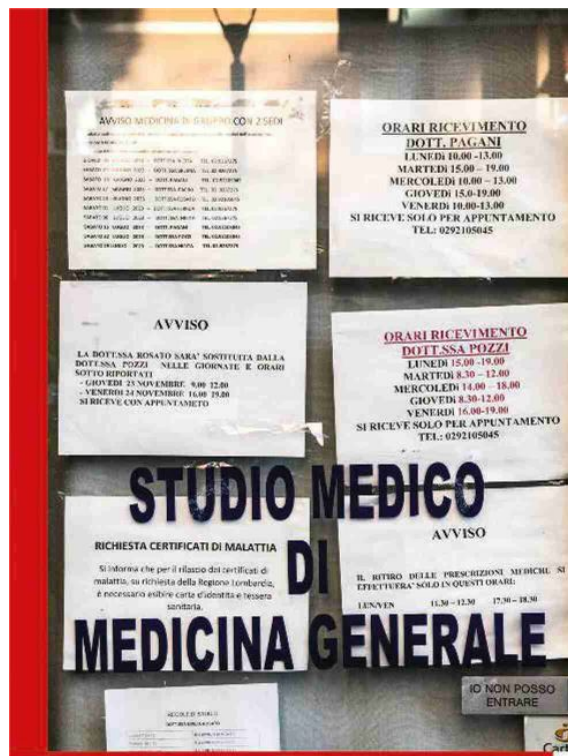 AVVISO MEDICINA DI GRUPPO CON 2 SEDI
ORARI RICEVIMENTO
DOTT. PAGANI
LUNEDì 10.00 -13.00
MARTEDì 15.00 – 19.00
MERCOLEDì 10.00 – 13.00
GIOVEDì 15.0-19.00
VENERDì 10.00-13.00
SI RICEVE SOLO PER APPUNTAMENTO
TEL: 0292105045
AVVISO
LA DOTT.SSA ROSATO SARA' SOSTITUITA DALLA
DOTT.SSA POZZI NELLE GIORNATE E ORARI
SOTTO RIPORTATI
- GIOVEDI 23 NOVEMBRE 9.00 12.00
- VENERDI 24 NOVEMBRE 16.00 19.00
SI RICEVE CON APPUNTAMETO
ORARI RICEVIMENTO
DOTT.SSA POZZI
LUNEDì 15.00 -19.00
MARTEDì 8.30 – 12.00
MERCOLEDì 14.00 – 18.00
GIOVEDì 8.30-12.00
VENERDì 16.00-19.00
SI RICEVE SOLO PER APPUNTAMENTO
TEL: 0292105045
STUDIO MEDICO
DI
MEDICINA GENERALE
RICHIESTA CERTIFICATI DI MALATTIA
Si informa che per il rilascio dei certificati di
malattia, su richiesta della Regione Lombardia,
è necessario esibire carta d'identità e tessera
sanitaria.
AVVISO
IL RITIRO DELLE PRESCRIZIONI MEDICHE SI
EFFETTUERA' SOLO IN QUESTI ORARI:
LUN/VEN 11.30 – 12.30 17.30 – 18.30
IO NON POSSO
ENTRARE